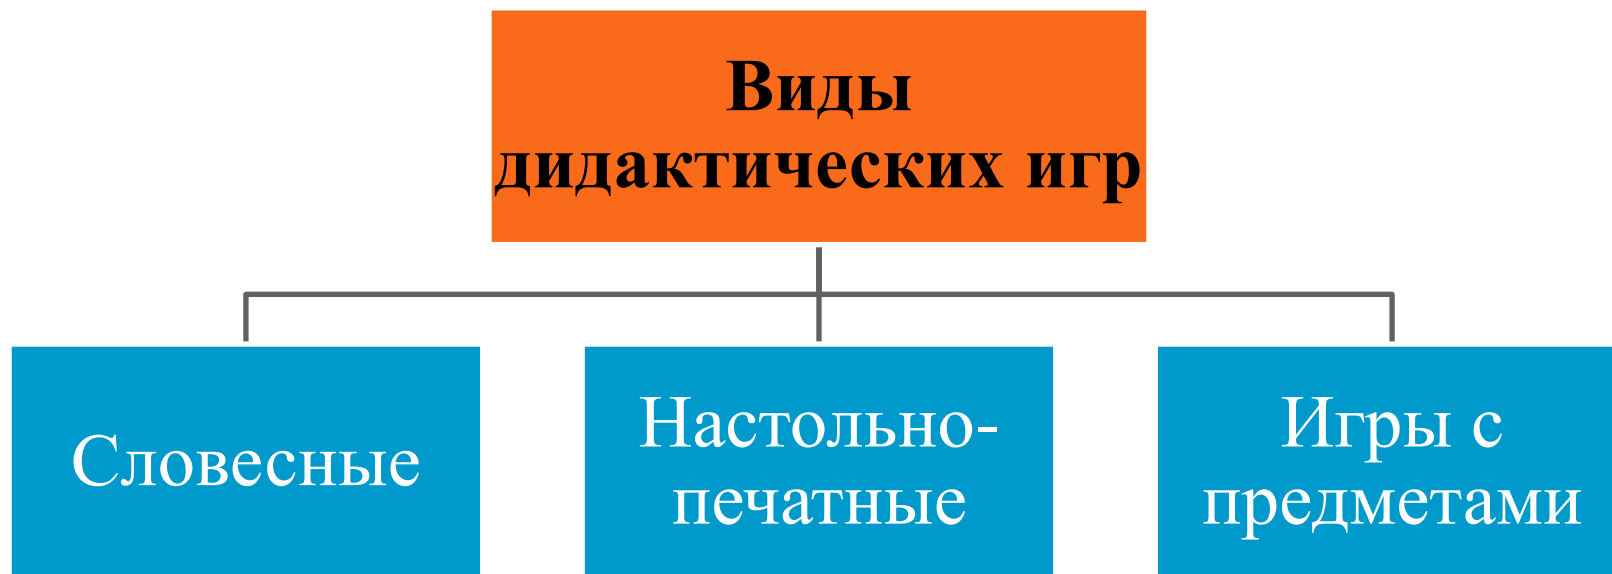 Виды
дидактических игр
Словесные
Настольно-
печатные
Игры с
предметами